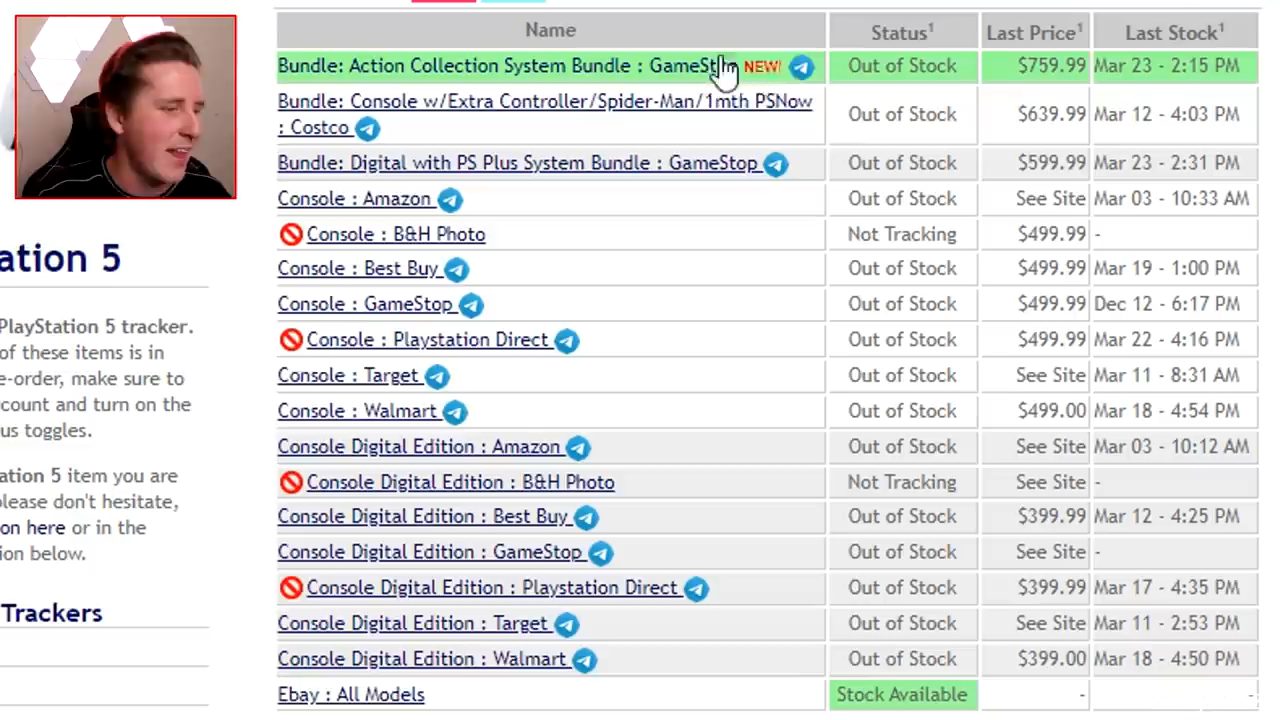 Name Status¹ Last Price¹ Last Stock¹
Bundle: Action Collection System Bundle : NEW! Out of Stock $759.99 Mar 23 - 2:15 PM
Bundle: Console w/Extra Controller/Spider-Man/1mth PSNow
: Costco Out of Stock $639.99 Mar 12 - 4:03 PM
Bundle: Digital with PS Plus System Bundle : GameStop Out of Stock $599.99 Mar 23 - 2:31 PM
Console : Amazon Out of Stock See Site Mar 03 - 10:33 AM
Console : B&H Photo Not Tracking $499.99 -
Console : Best Buy Out of Stock $499.99 Mar 19 - 1:00 PM
Console : GameStop Out of Stock $499.99 Dec 12 - 6:17 PM
Console : Playstation Direct Out of Stock $499.99 Mar 22 - 4:16 PM
Console : Target Out of Stock See Site Mar 11 - 8:31 AM
Console : Walmart Out of Stock $499.00 Mar 18 - 4:54 PM
Console Digital Edition : Amazon Out of Stock See Site Mar 03 - 10:12 AM
Console Digital Edition : B&H Photo Not Tracking See Site -
Console Digital Edition : Best Buy Out of Stock $399.99 Mar 12 - 4:25 PM
Console Digital Edition : GameStop Out of Stock See Site -
Console Digital Edition : Playstation Direct Out of Stock $399.99 Mar 17 - 4:35 PM
Console Digital Edition : Target Out of Stock See Site Mar 11 - 2:53 PM
Console Digital Edition : Walmart Out of Stock $399.00 Mar 18 - 4:50 PM
Ebay : All Models Stock Available - -
ation 5
PlayStation 5 tracker.
of these items is in
e-order, make sure to
count and turn on the
us toggles.
ation 5 item you are
please don't hesitate,
on here or in the
ion below.
Trackers